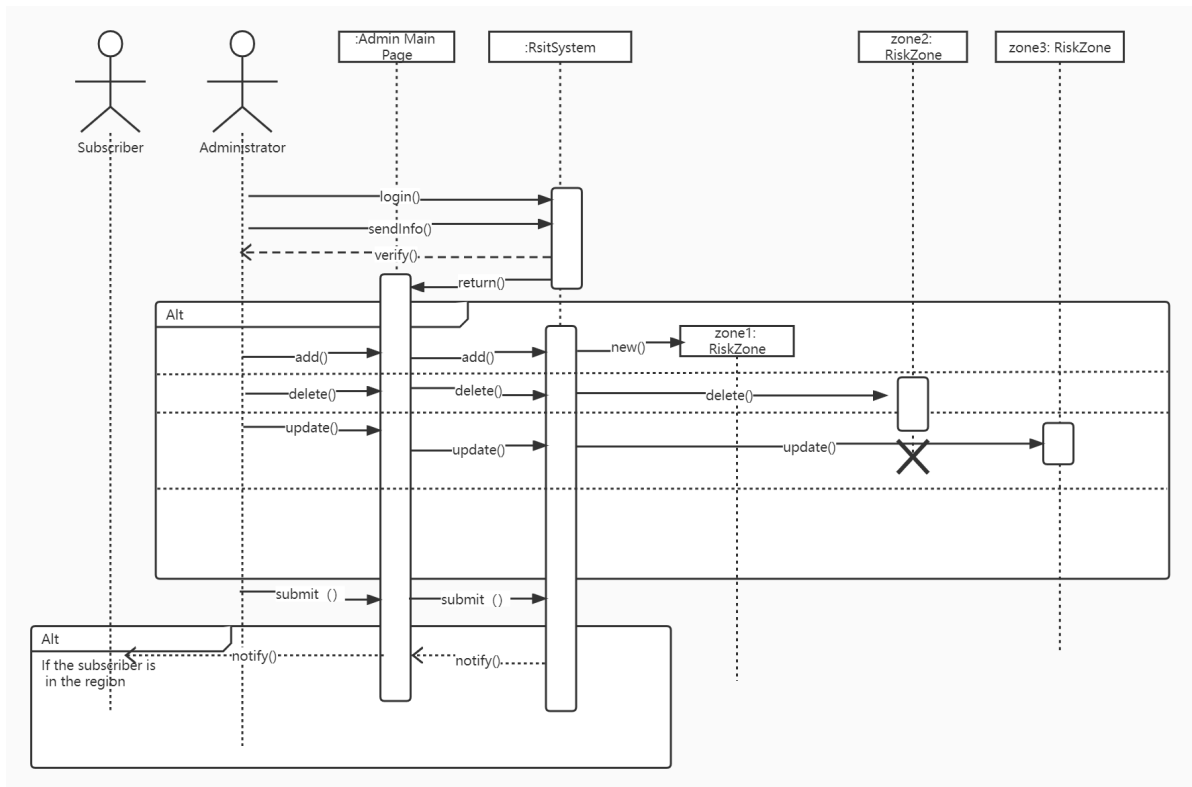 :Admin Main
Page
:RsitSystem
zone2:
RiskZone
zone3: RiskZone
Subscriber
Administrator
login()
sendInfo()
verify()
return()
Alt
zone1:
RiskZone
add()
add()
new()
delete()
delete()
delete()
update()
update()
update()
submit（）
submit（）
Alt
If the subscriber is
in the region
notify()
notify()